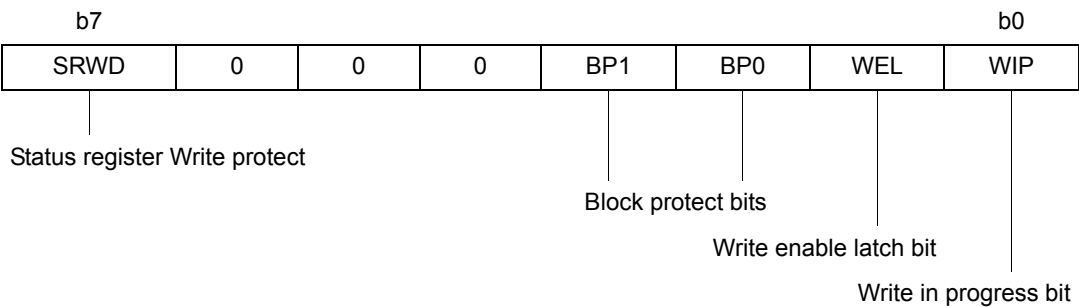 b7 b0
SRWD 0 0 0 BP1 BP0 WEL WIP
Status register Write protect
Block protect bits
Write enable latch bit
Write in progress bit